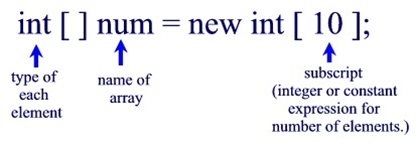 int [ ] num = new int [ 10 ];
type of
each
element
name of
array
subscript
(integer or constant
expression for
number of elements.)